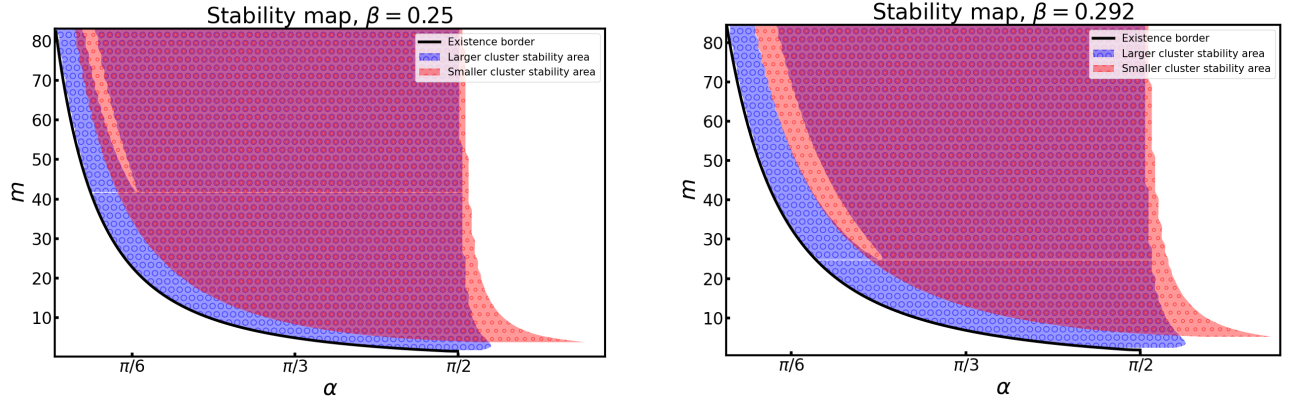 Stability map, β = 0.25
Existence border
Larger cluster stability area
Smaller cluster stability area
80
70
60
50
40
30
20
10
m
π/6
π/3
π/2
α
Stability map, β = 0.292
Existence border
Larger cluster stability area
Smaller cluster stability area
80
70
60
50
40
30
20
10
m
π/6
π/3
π/2
α